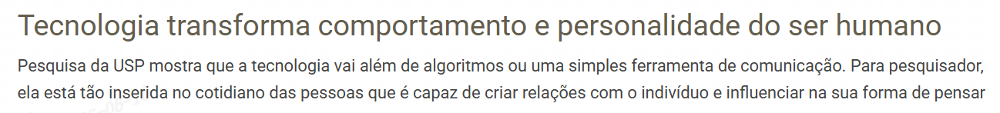 Tecnologia transforma comportamento e personalidade do ser humano
Pesquisa da USP mostra que a tecnologia vai além de algoritmos ou uma simples ferramenta de comunicação. Para pesquisador,
ela está tão inserida no cotidiano das pessoas que é capaz de criar relações com o indivíduo e influenciar na sua forma de pensar